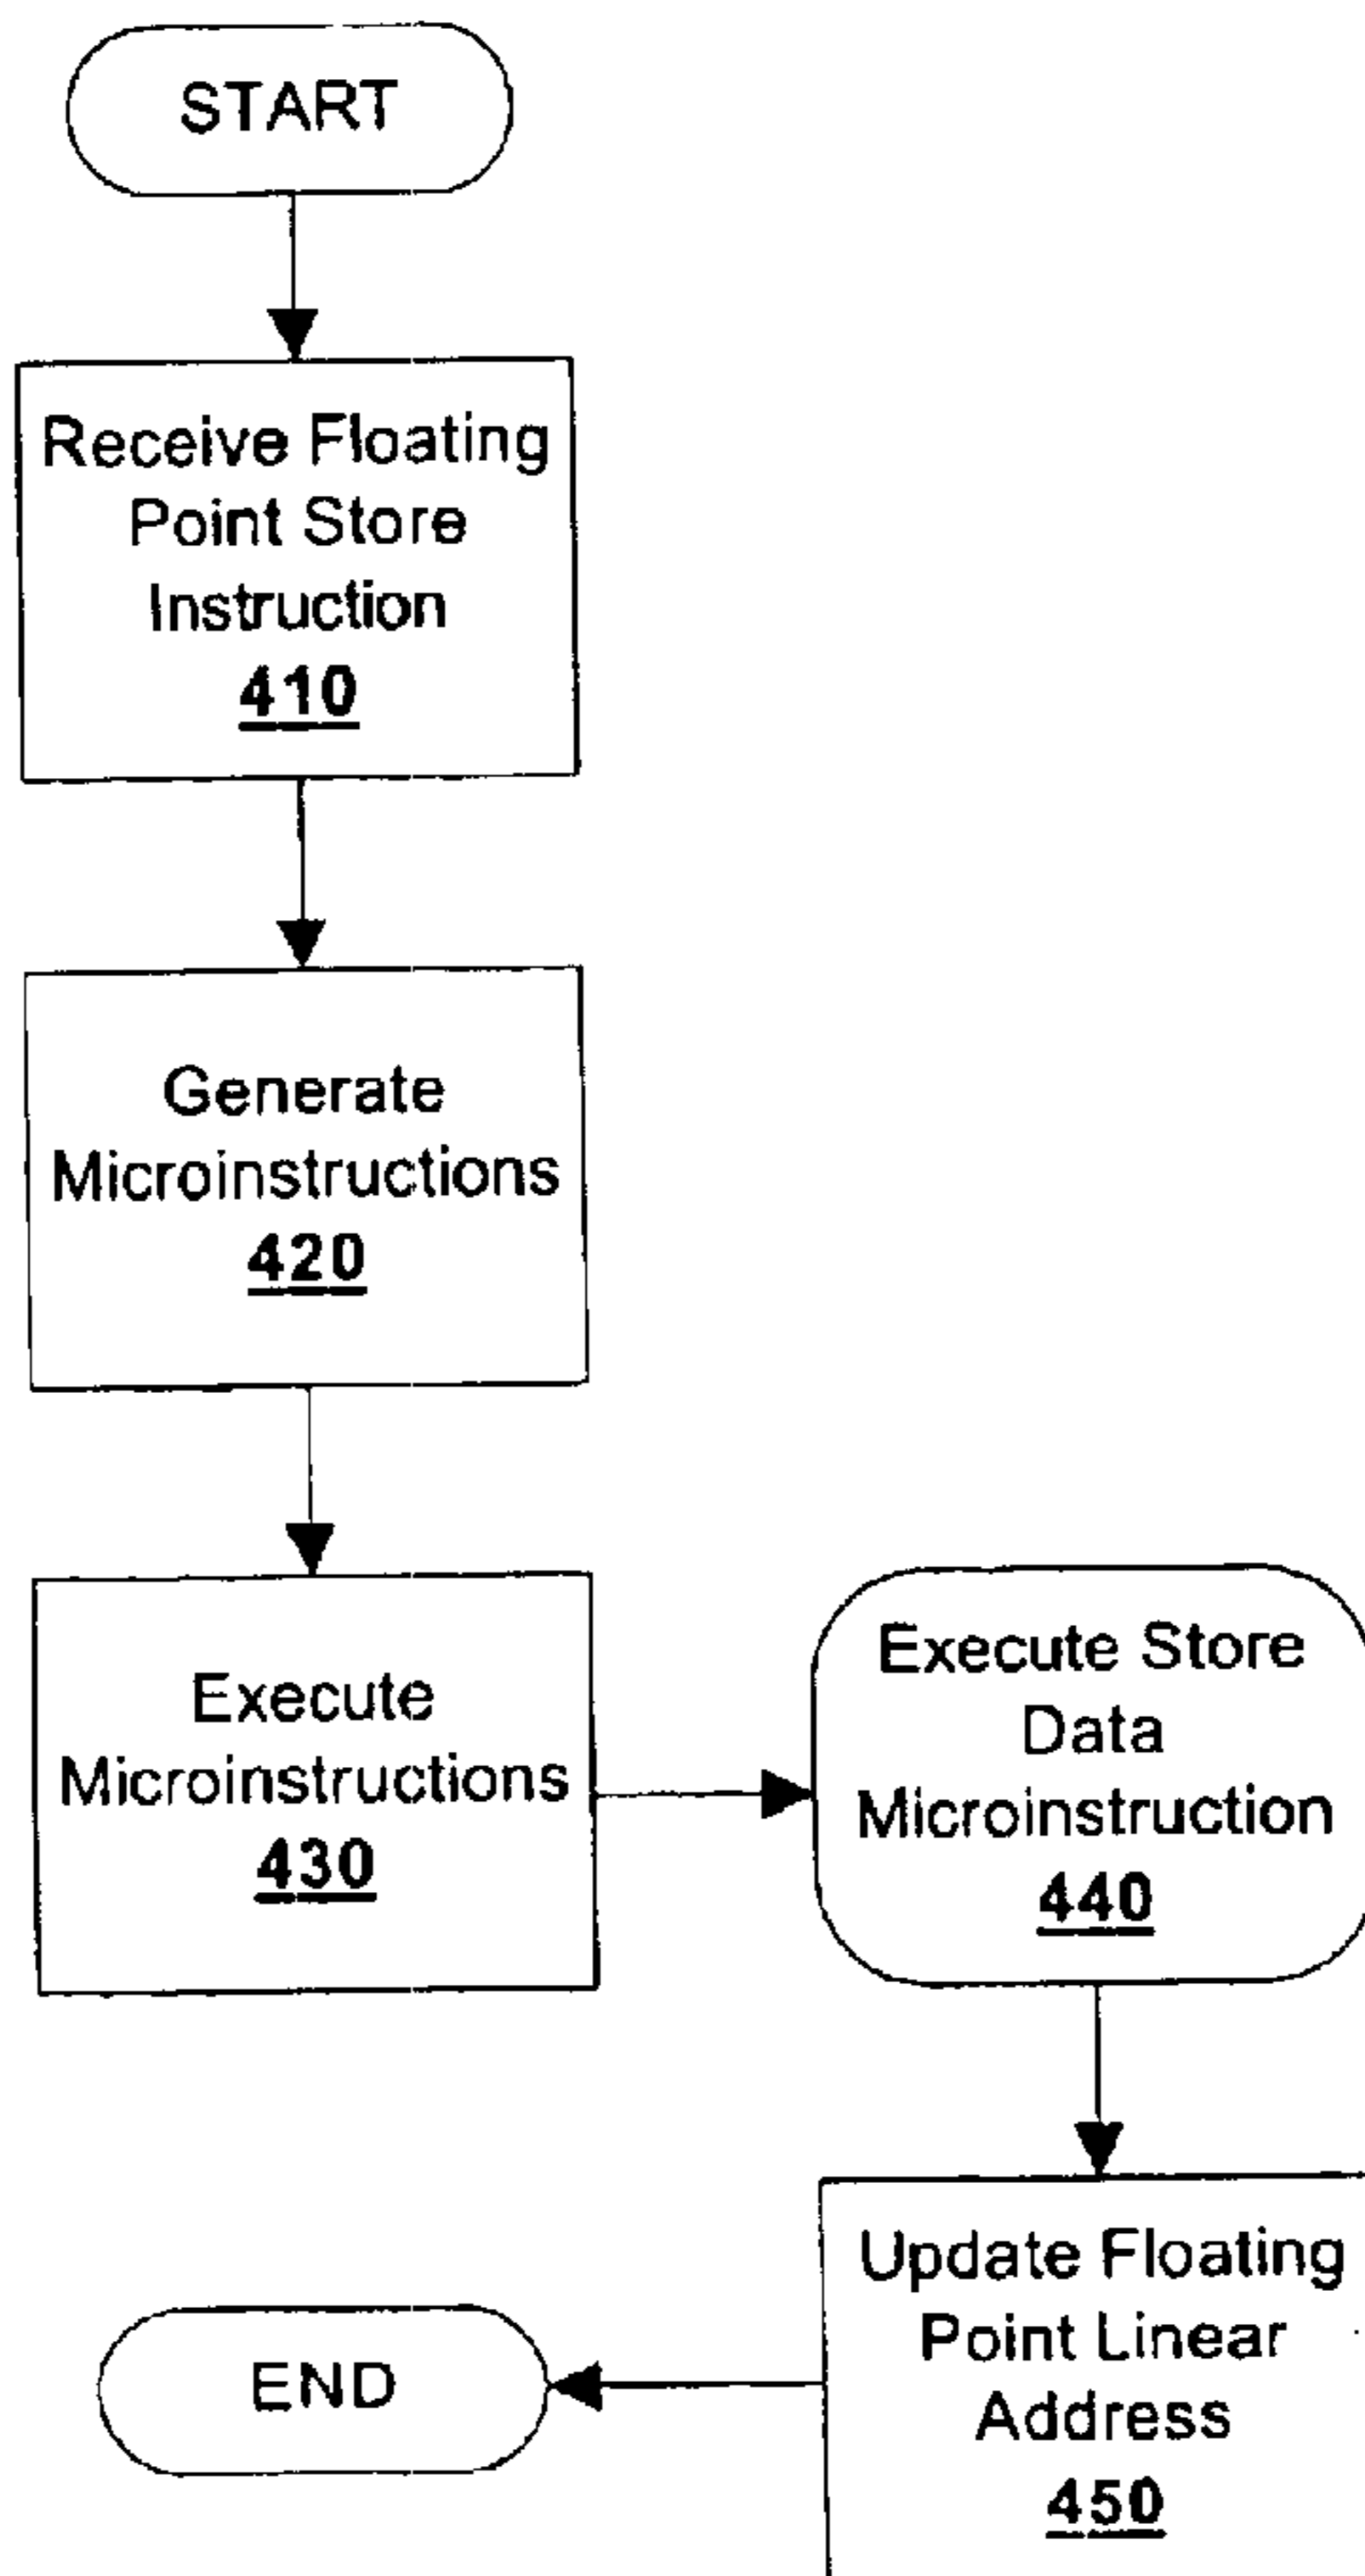 START
Receive Floating
Point Store
Instruction
410
Generate
Microinstructions
420
Execute
Microinstructions
430
Execute Store
Data
Microinstruction
440
Update Floating
Point Linear
Address
450
END